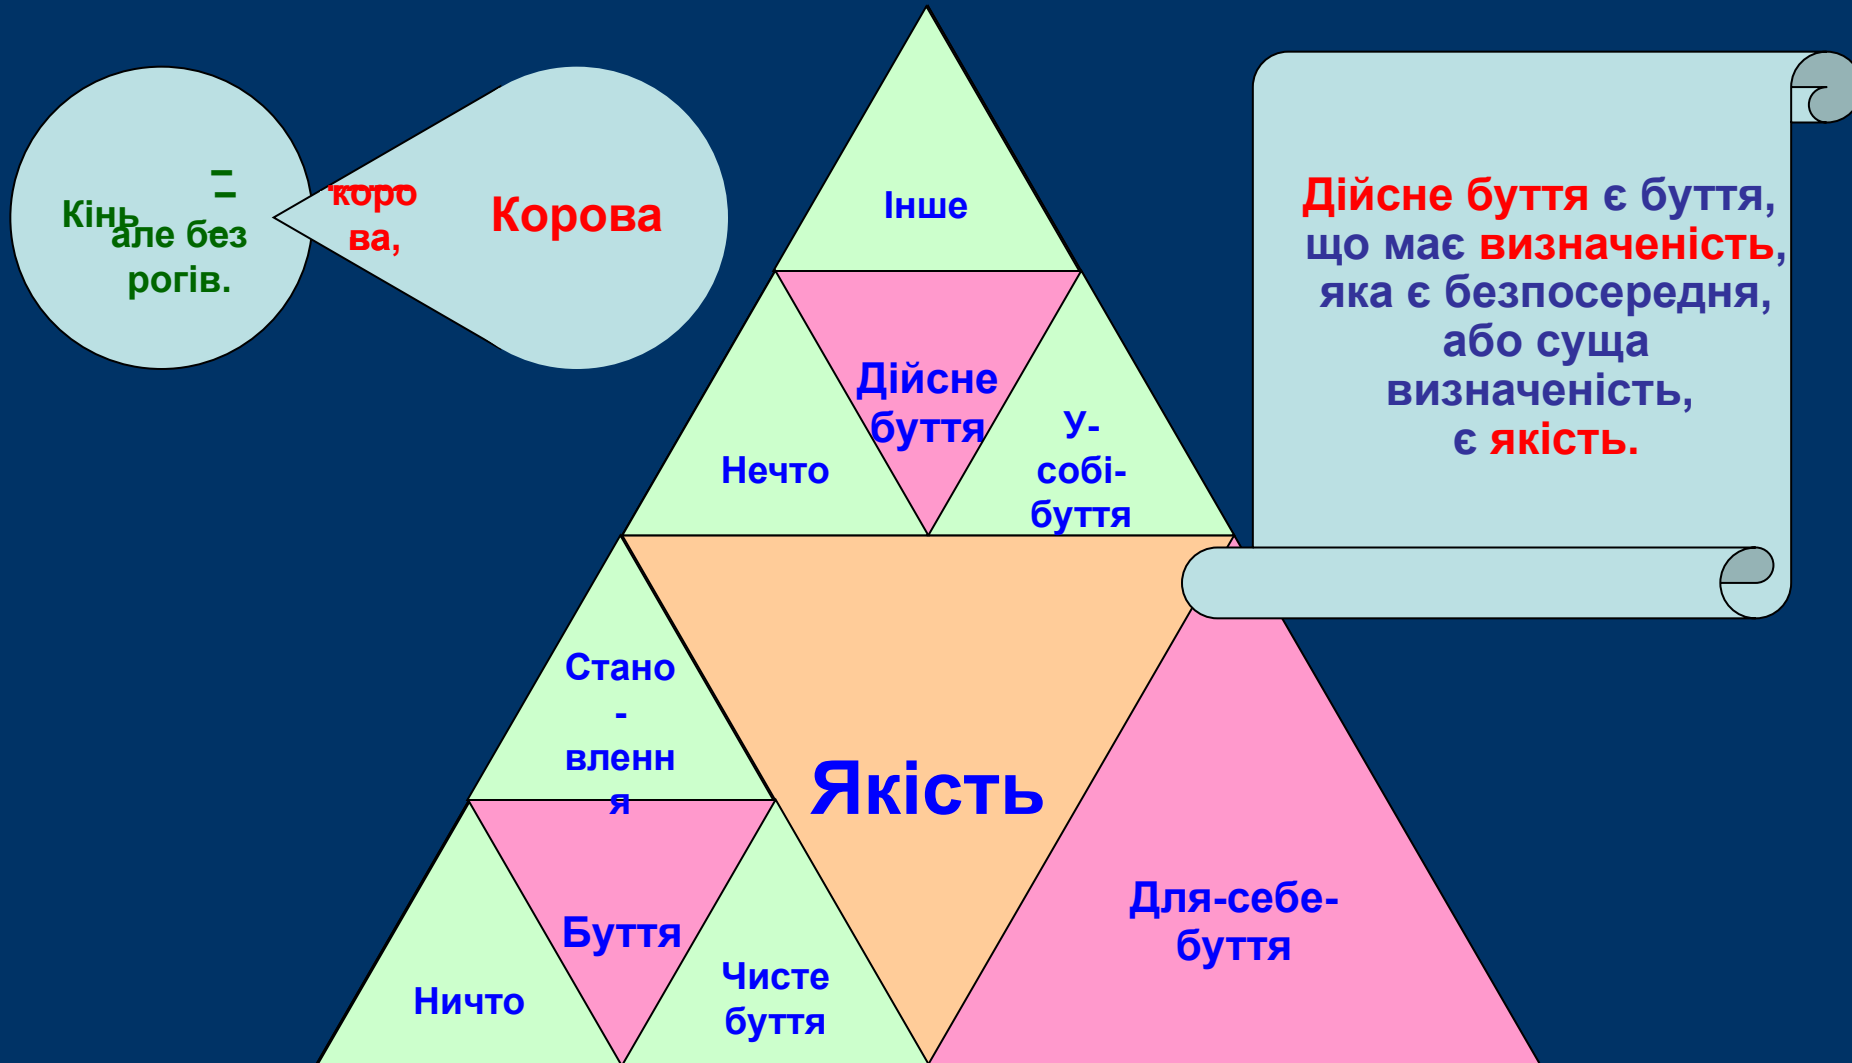 Кінь –
–
–
але без
рогів.
коро
ва,
Корова
Інше
Дійсне
буття
Нечто
У-
собі-
буття
Дійсне буття є буття,
що має визначеність,
яка є безпосередня,
або суща
визначеність,
є якість.
Стано
-
вленн
я
Якість
Буття
Ничто
Чисте
буття
Для-себе-
буття